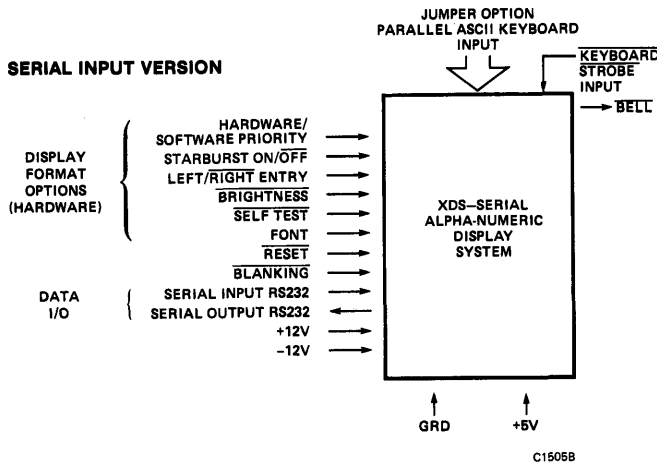 JUMPER OPTION
PARALLEL ASCII KEYBOARD
INPUT
KEYBOARD
STROBE
INPUT
BELL
SERIAL INPUT VERSION
DISPLAY
FORMAT
OPTIONS
(HARDWARE)
HARDWARE/
SOFTWARE PRIORITY
STARBURST ON/OFF
LEFT/RIGHT ENTRY
BRIGHTNESS
SELF TEST
FONT
RESET
BLANKING
DATA
I/O
SERIAL INPUT RS232
SERIAL OUTPUT RS232
+12V
−12V
XDS—SERIAL
ALPHA-NUMERIC
DISPLAY
SYSTEM
GRD
+5V
C1505B